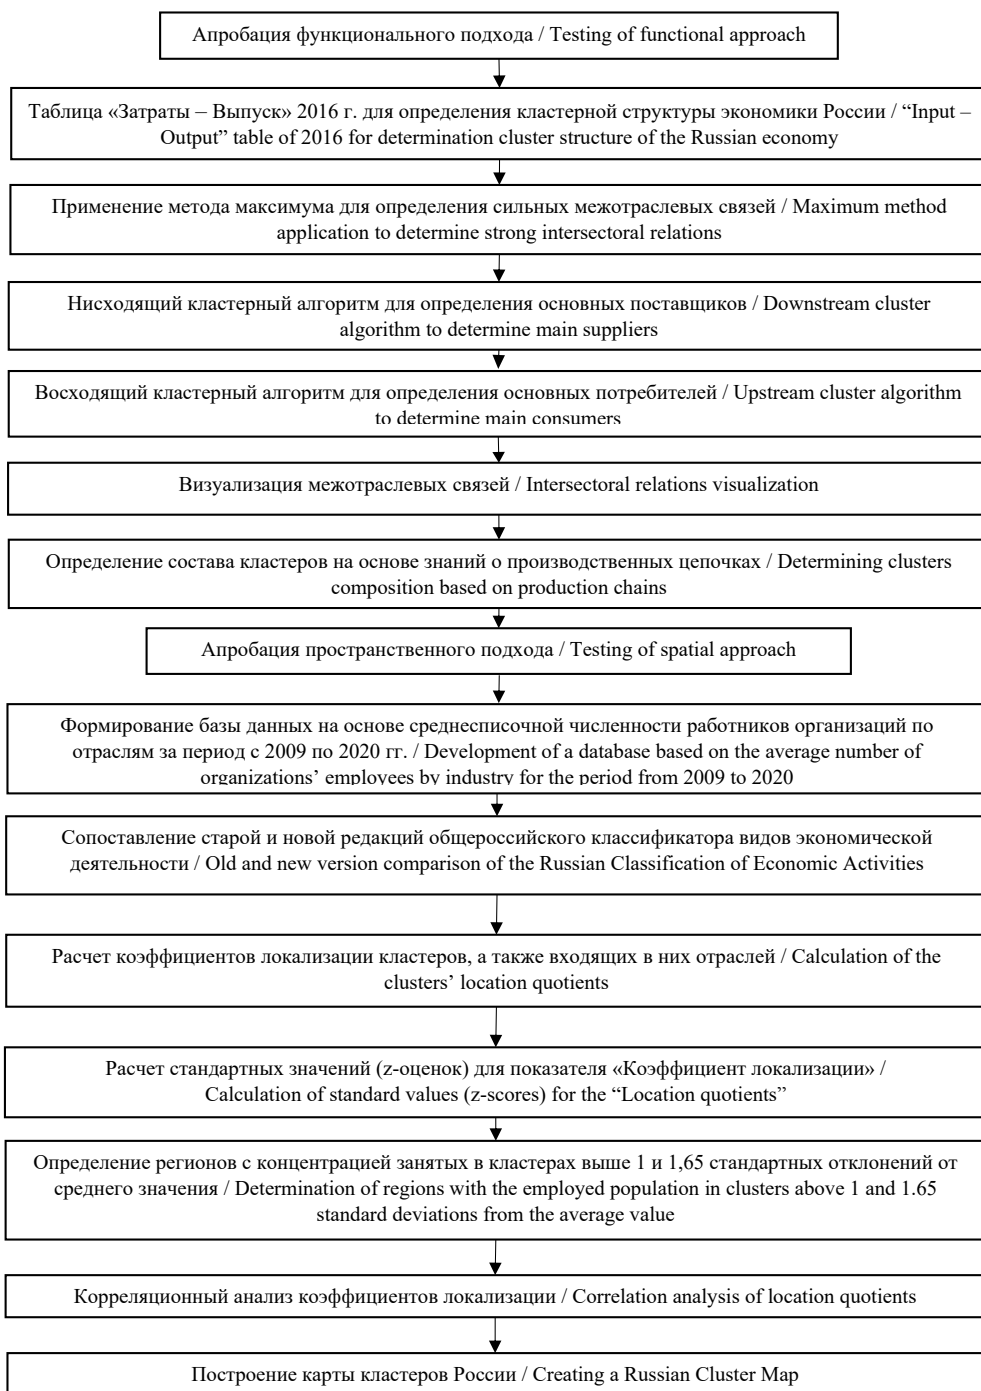 Апробация функционального подхода / Testing of functional approach
Таблица «Затраты – Выпуск» 2016 г. для определения кластерной структуры экономики России / “Input –
Output” table of 2016 for determination cluster structure of the Russian economy
Применение метода максимума для определения сильных межотраслевых связей / Maximum method
application to determine strong intersectoral relations
Нисходящий кластерный алгоритм для определения основных поставщиков / Downstream cluster
algorithm to determine main suppliers
Восходящий кластерный алгоритм для определения основных потребителей / Upstream cluster algorithm
to determine main consumers
Визуализация межотраслевых связей / Intersectoral relations visualization
Определение состава кластеров на основе знаний о производственных цепочках / Determining clusters
composition based on production chains
Апробация пространственного подхода / Testing of spatial approach
Формирование базы данных на основе среднесписочной численности работников организаций по
отраслям за период с 2009 по 2020 гг. / Development of a database based on the average number of
organizations’ employees by industry for the period from 2009 to 2020
Сопоставление старой и новой редакций общероссийского классификатора видов экономической
деятельности / Old and new version comparison of the Russian Classification of Economic Activities
Расчет коэффициентов локализации кластеров, а также входящих в них отраслей / Calculation of the
clusters’ location quotients
Расчет стандартных значений (z-оценок) для показателя «Коэффициент локализации» /
Calculation of standard values (z-scores) for the “Location quotients”
Определение регионов с концентрацией занятых в кластерах выше 1 и 1,65 стандартных отклонений от
среднего значения / Determination of regions with the employed population in clusters above 1 and 1.65
standard deviations from the average value
Корреляционный анализ коэффициентов локализации / Correlation analysis of location quotients
Построение карты кластеров России / Creating a Russian Cluster Map